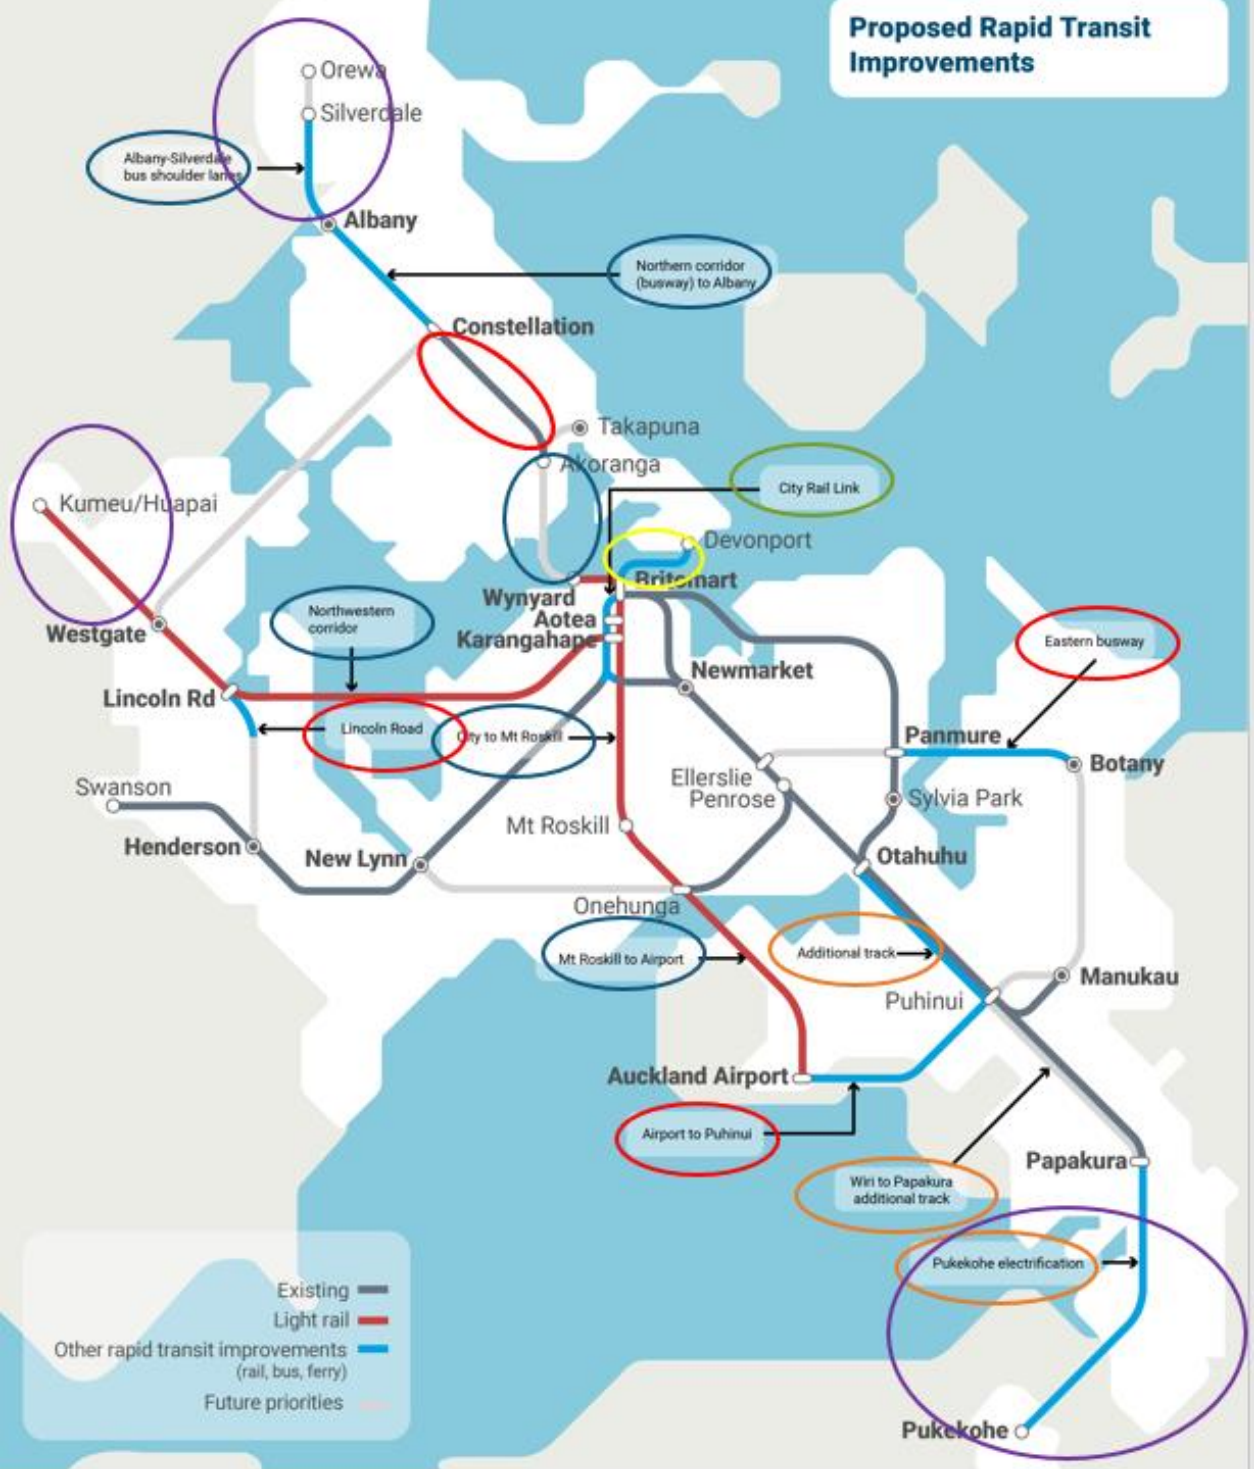 Proposed Rapid Transit
Improvements
Orewa
Silverdale
Albany-Silverdale
bus shoulder lanes
Albany
Northern corridor
(busway) to Albany
Constellation
Takapuna
Akoranga
City Rail Link
Kumeu/Huapai
Devonport
Britomart
Wynyard
Aotea
Karangahape
Northwestern
corridor
Westgate
Eastern busway
Newmarket
Lincoln Rd
Lincoln Road
City to Mt Roskill
Panmure
Botany
Ellerslie
Penrose
Swanson
Sylvia Park
Mt Roskill
Henderson
New Lynn
Otahuhu
Onehunga
Mt Roskill to Airport
Additional track
Manukau
Puhinui
Auckland Airport
Airport to Puhinui
Papakura
Wiri to Papakura
additional track
Pukekohe electrification
Existing
Light rail
Other rapid transit improvements
(rail, bus, ferry)
Future priorities
Pukekohe